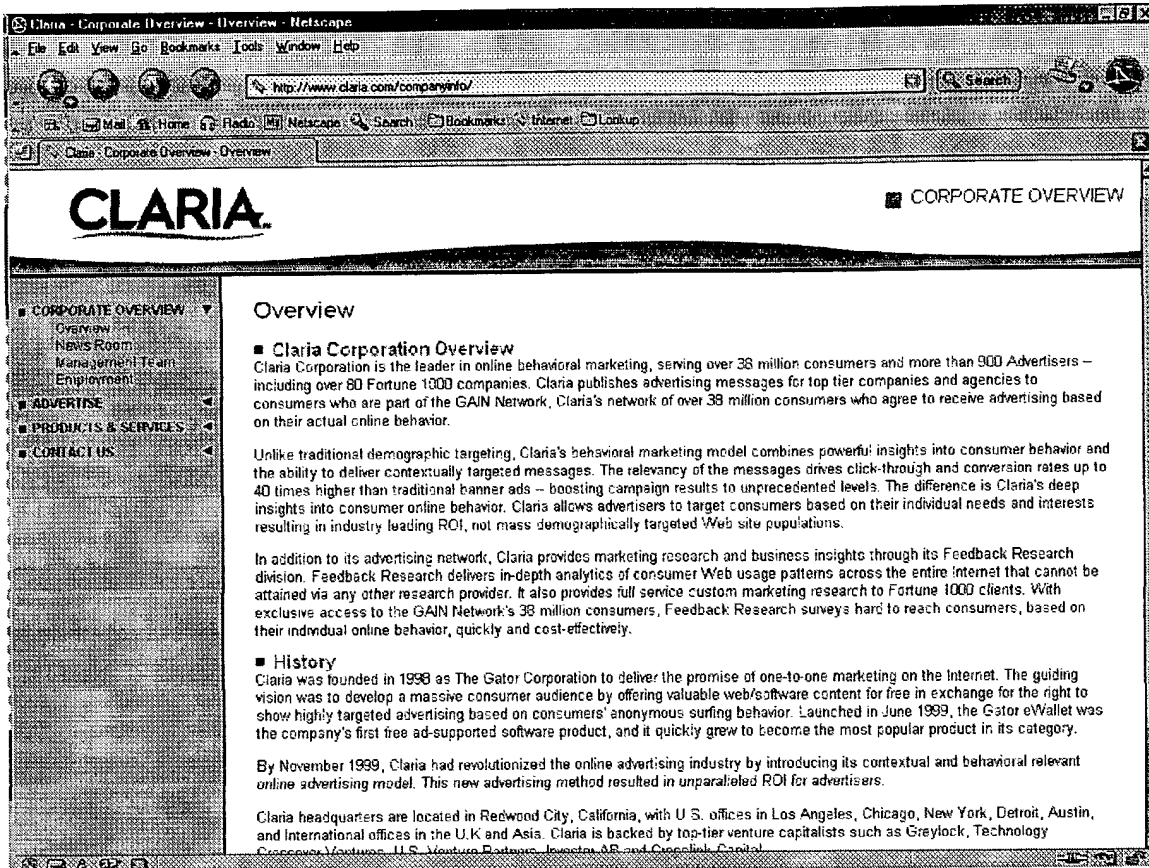 Claria - Corporate Overview - Overview - Netscape
File Edit View Go Bookmarks Tools Window Help
http://www.claria.com/companyinfo/
Search
Mail Home Radio Netscape Search Bookmarks Internet Lookup
Claria - Corporate Overview - Overview
CLARIA
CORPORATE OVERVIEW
CORPORATE OVERVIEW
Overview
News Room
Management Team
Employment
ADVERTISE
PRODUCTS & SERVICES
CONTACT US
Overview
Claria Corporation Overview
Claria Corporation is the leader in online behavioral marketing, serving over 38 million consumers and more than 900 Advertisers –
including over 80 Fortune 1000 companies. Claria publishes advertising messages for top tier companies and agencies to
consumers who are part of the GAIN Network, Claria's network of over 38 million consumers who agree to receive advertising based
on their actual online behavior.
Unlike traditional demographic targeting, Claria's behavioral marketing model combines powerful insights into consumer behavior and
the ability to deliver contextually targeted messages. The relevancy of the messages drives click-through and conversion rates up to
40 times higher than traditional banner ads – boosting campaign results to unprecedented levels. The difference is Claria's deep
insights into consumer online behavior. Claria allows advertisers to target consumers based on their individual needs and interests
resulting in industry leading ROI, not mass demographically targeted Web site populations.
In addition to its advertising network, Claria provides marketing research and business insights through its Feedback Research
division. Feedback Research delivers in-depth analytics of consumer Web usage patterns across the entire Internet that cannot be
attained via any other research provider. It also provides full service custom marketing research to Fortune 1000 clients. With
exclusive access to the GAIN Network's 38 million consumers, Feedback Research surveys hard to reach consumers, based on
their individual online behavior, quickly and cost-effectively.
History
Claria was founded in 1998 as The Gator Corporation to deliver the promise of one-to-one marketing on the Internet. The guiding
vision was to develop a massive consumer audience by offering valuable web/software content for free in exchange for the right to
show highly targeted advertising based on consumers' anonymous surfing behavior. Launched in June 1999, the Gator eWallet was
the company's first free ad-supported software product, and it quickly grew to become the most popular product in its category.
By November 1999, Claria had revolutionized the online advertising industry by introducing its contextual and behavioral relevant
online advertising model. This new advertising method resulted in unparalleled ROI for advertisers.
Claria headquarters are located in Redwood City, California, with U.S. offices in Los Angeles, Chicago, New York, Detroit, Austin,
and International offices in the U.K and Asia. Claria is backed by top-tier venture capitalists such as Greylock, Technology
Crossover Ventures, U.S. Venture Partners, Investor AB and Crosslink Capital.